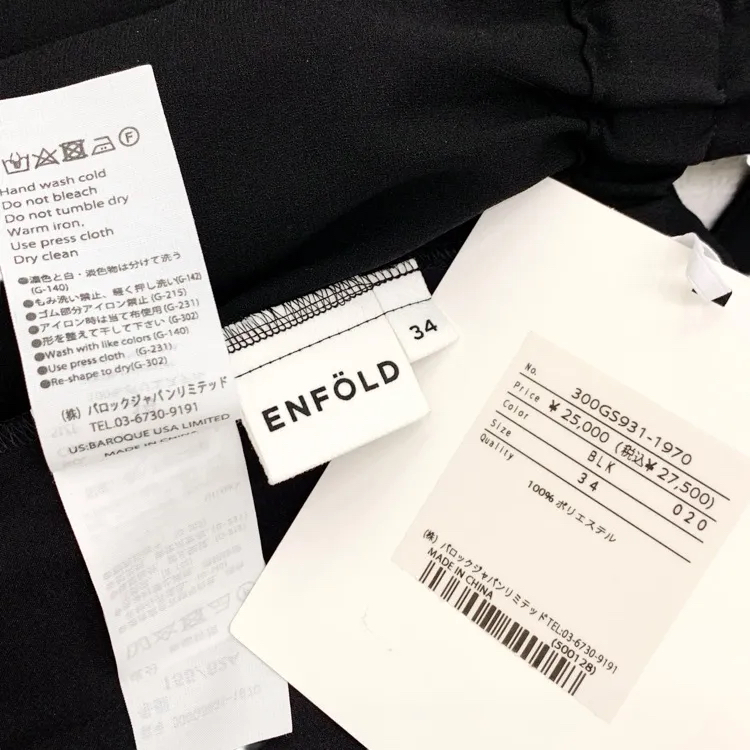 F
Hand wash cold
Do not bleach
Do not tumble dry
Warm iron.
Use press cloth
Dry clean
●濃色と白・淡色物は分けて洗う
(G-140)
●もみ洗い禁止、軽く押し洗い(G-142)
●ゴム部分アイロン禁止(G-215)
●アイロン時は当て布使用(G-231)
●形を整えて干して下さい(G-302)
●Wash with like colors(G-140)
●Use press cloth (G-231)
●Re-shape to dry(G-302)
(株)バロックジャパンリミテッド
TEL.03-6730-9191
US:BAROQUE USA LIMITED
MADE IN CHINA
34
ENFÖLD
No. 300GS931-1970
Price ¥25,000 (税込¥27,500)
Color BLK 020
Size 34
Quality
100% ポリエステル
(株)バロックジャパンリミテッドTEL:03-6730-9191
MADE IN CHINA (50012B)